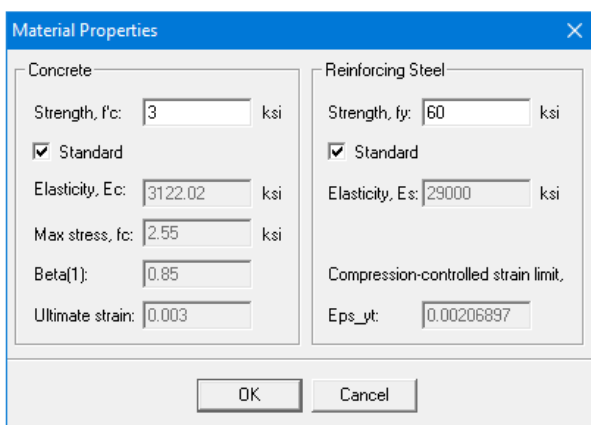 Material Properties
Concrete
Strength, f'c: 3 ksi
Standard
Elasticity, Ec: 3122.02 ksi
Max stress, fc: 2.55 ksi
Beta(1): 0.85
Ultimate strain: 0.003
Reinforcing Steel
Strength, fy: 60 ksi
Standard
Elasticity, Es: 29000 ksi
Compression-controlled strain limit,
Eps_yt: 0.00206897
OK Cancel